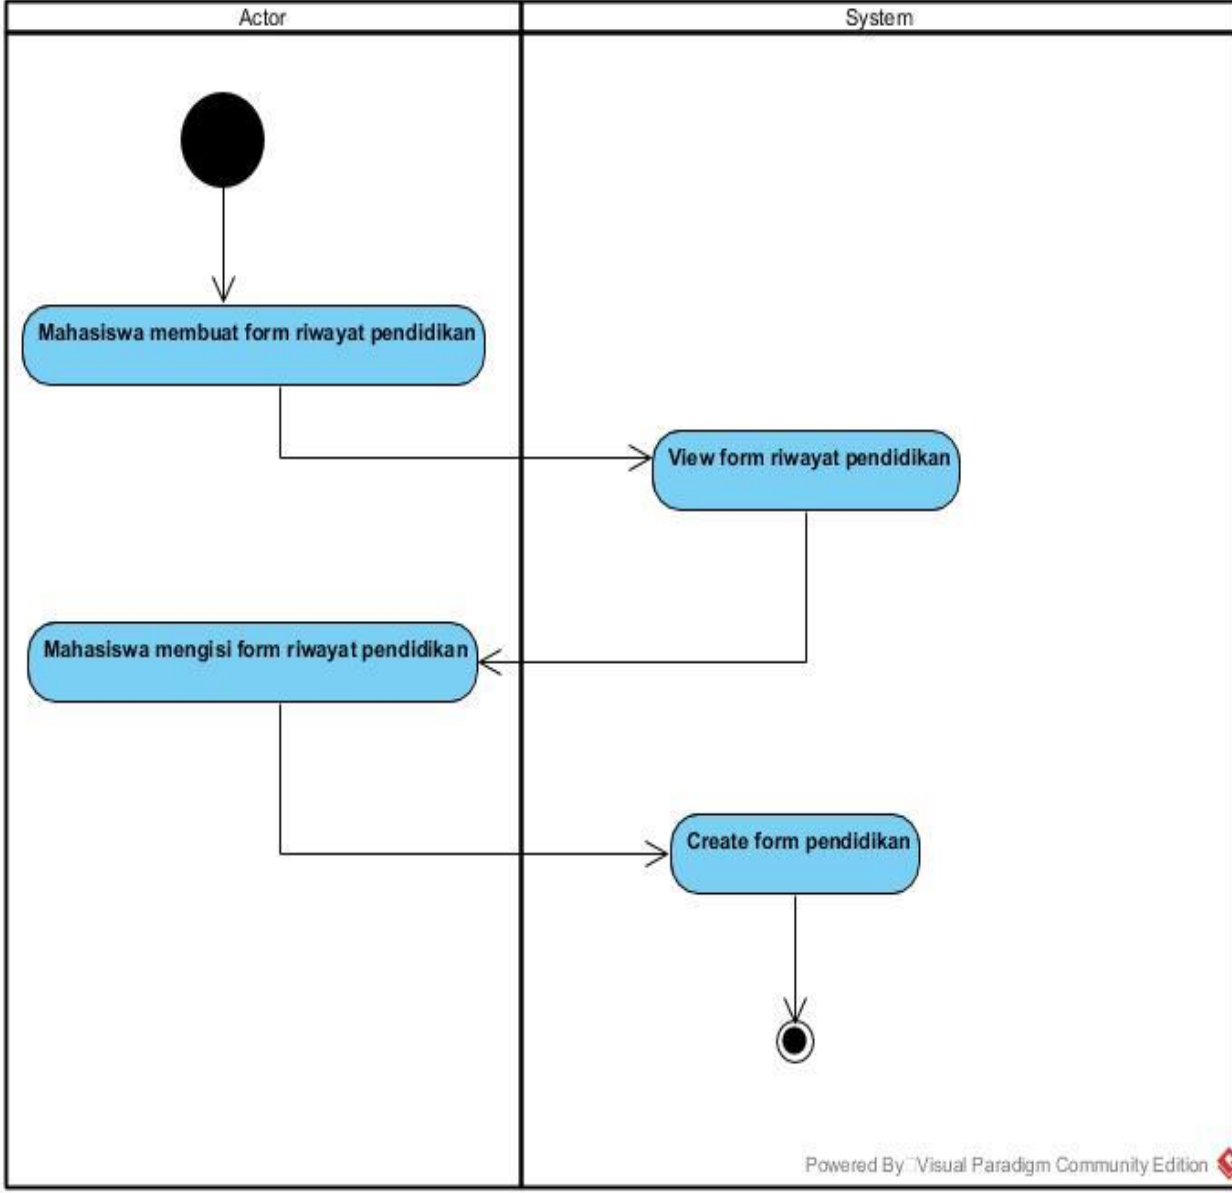 Actor
System
Mahasiswa membuat form riwayat pendidikan
View form riwayat pendidikan
Mahasiswa mengisi form riwayat pendidikan
Create form pendidikan
Powered By Visual Paradigm Community Edition